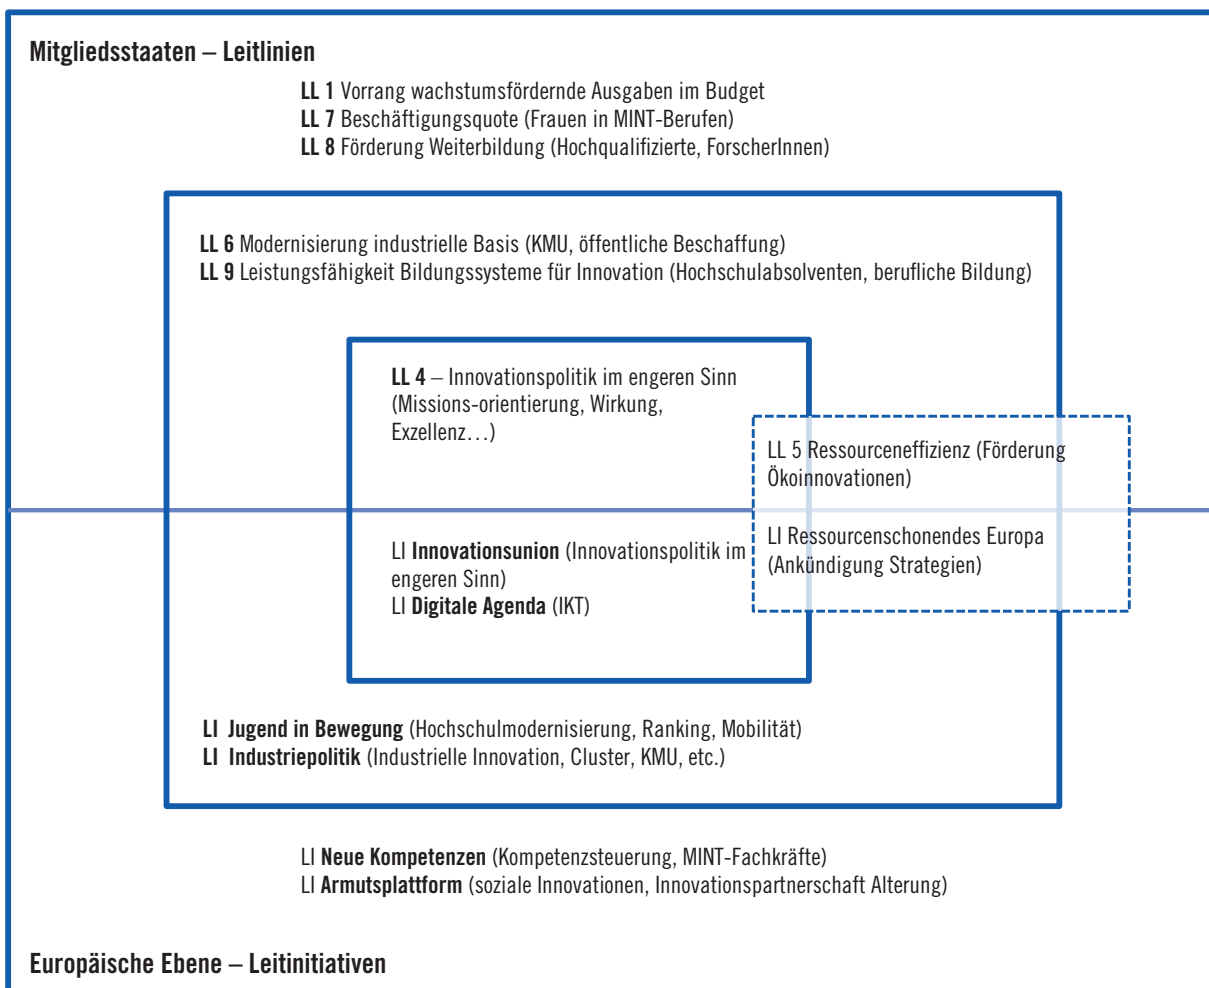 Mitgliedsstaaten – Leitlinien
LL 1 Vorrang wachstumsfördernde Ausgaben im Budget
LL 7 Beschäftigungsquote (Frauen in MINT-Berufen)
LL 8 Förderung Weiterbildung (Hochqualifizierte, ForscherInnen)
LL 6 Modernisierung industrielle Basis (KMU, öffentliche Beschaffung)
LL 9 Leistungsfähigkeit Bildungssysteme für Innovation (Hochschulabsolventen, berufliche Bildung)
LL 4 – Innovationspolitik im engeren Sinn
(Missions-orientierung, Wirkung,
Exzellenz…)
LL 5 Ressourceneffizienz (Förderung
Ökoinnovationen)
LI Ressourcenschonendes Europa
(Ankündigung Strategien)
LI Innovationsunion (Innovationspolitik im
engeren Sinn)
LI Digitale Agenda (IKT)
LI Jugend in Bewegung (Hochschulmodernisierung, Ranking, Mobilität)
LI Industriepolitik (Industrielle Innovation, Cluster, KMU, etc.)
LI Neue Kompetenzen (Kompetenzsteuerung, MINT-Fachkräfte)
LI Armutsplattform (soziale Innovationen, Innovationspartnerschaft Alterung)
Europäische Ebene – Leitinitiativen